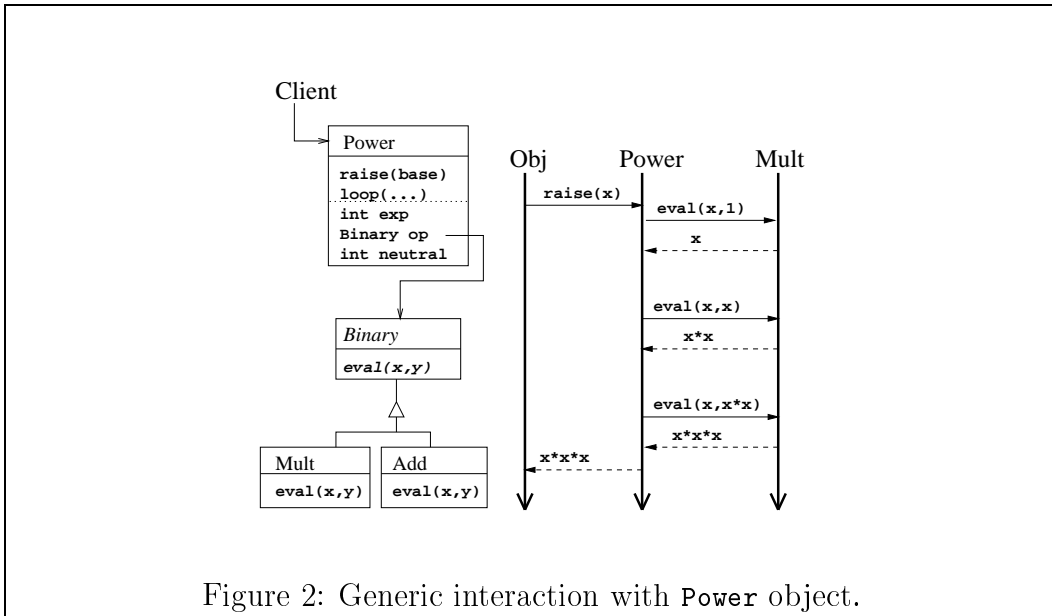 Client
Power
raise(base)
loop(...)
int exp
Binary op
int neutral
Binary
eval(x,y)
Mult
eval(x,y)
Add
eval(x,y)
Obj
Power
Mult
raise(x)
eval(x,1)
x
eval(x,x)
x*x
eval(x,x*x)
x*x*x
x*x*x
Figure 2: Generic interaction with Power object.